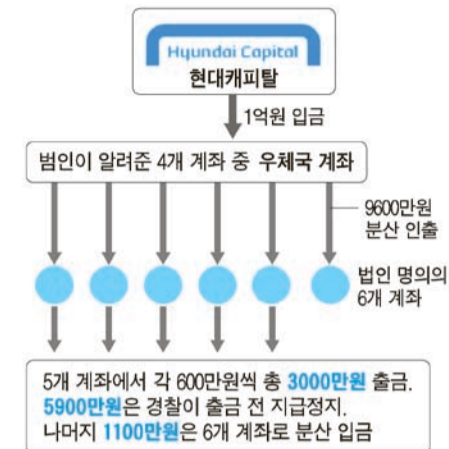 Hyundai Capital
현대캐피탈
1억원 입금
범인이 알려준 4개 계좌 중 우체국 계좌
9600만원
분산 인출
법인 명의의
6개 계좌
5개 계좌에서 각 600만원씩 총 3000만원 출금.
5900만원은 경찰이 출금 전 지급정지.
나머지 1100만원은 6개 계좌로 분산 입금